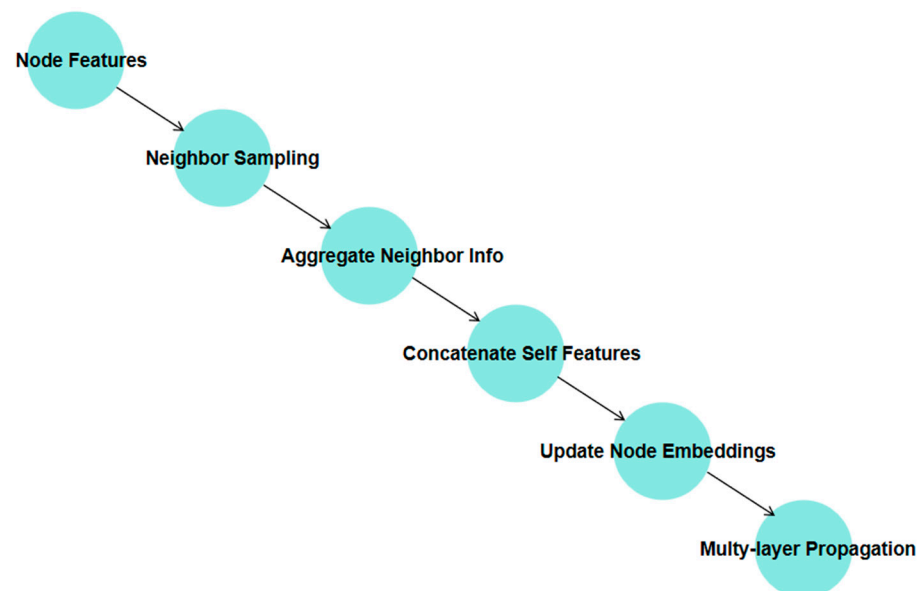 Node Features
Neighbor Sampling
Aggregate Neighbor Info
Concatenate Self Features
Update Node Embeddings
Multy-layer Propagation